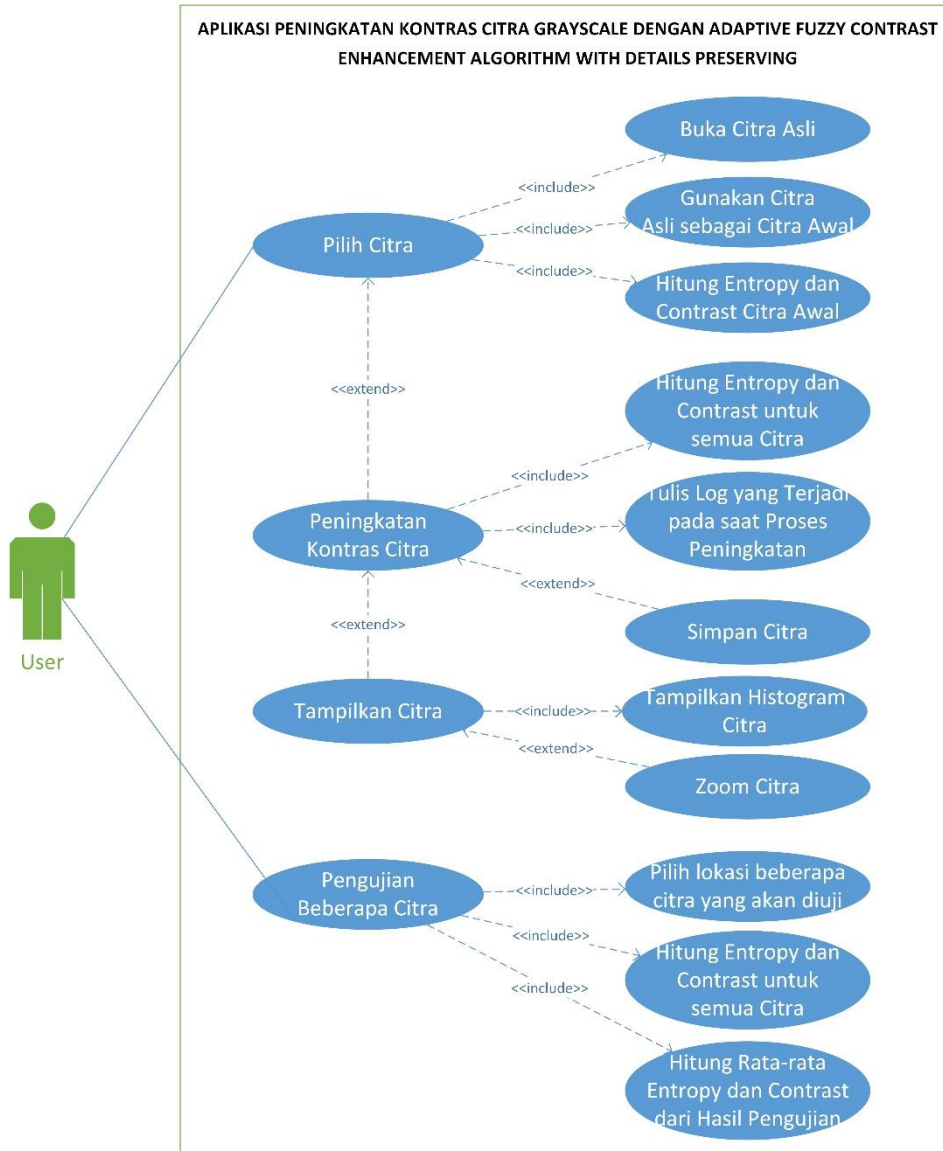 APLIKASI PENINGKATAN KONTRAS CITRA GRAYSCALE DENGAN ADAPTIVE FUZZY CONTRAST
ENHANCEMENT ALGORITHM WITH DETAILS PRESERVING
Buka Citra Asli
<<include>>
Gunakan Citra
Asli sebagai Citra Awal
<<include>>
Pilih Citra
<<include>>
Hitung Entropy dan
Contrast Citra Awal
<<extend>>
Hitung Entropy dan
Contrast untuk
semua Citra
<<include>>
Peningkatan
Kontras Citra
<<include>>
Tulis Log yang Terjadi
pada saat Proses
Peningkatan
<<extend>>
Simpan Citra
<<extend>>
User
Tampilkan Citra
<<include>>
Tampilkan Histogram
Citra
<<extend>>
Zoom Citra
Pengujian
Beberapa Citra
<<include>>
Pilih lokasi beberapa
citra yang akan diuji
<<include>>
Hitung Entropy dan
Contrast untuk
semua Citra
<<include>>
Hitung Rata-rata
Entropy dan Contrast
dari Hasil Pengujian